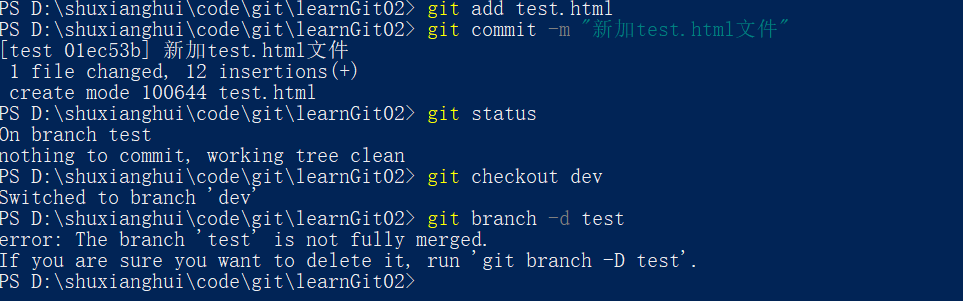 PS D:\shuxianghui\code\git\learnGit02> git add test.html
PS D:\shuxianghui\code\git\learnGit02> git commit -m "新加test.html文件"
[test 01ec53b] 新加test.html文件
 1 file changed, 12 insertions(+)
 create mode 100644 test.html
PS D:\shuxianghui\code\git\learnGit02> git status
On branch test
nothing to commit, working tree clean
PS D:\shuxianghui\code\git\learnGit02> git checkout dev
Switched to branch 'dev'
PS D:\shuxianghui\code\git\learnGit02> git branch -d test
error: The branch 'test' is not fully merged.
If you are sure you want to delete it, run 'git branch -D test'.
PS D:\shuxianghui\code\git\learnGit02>